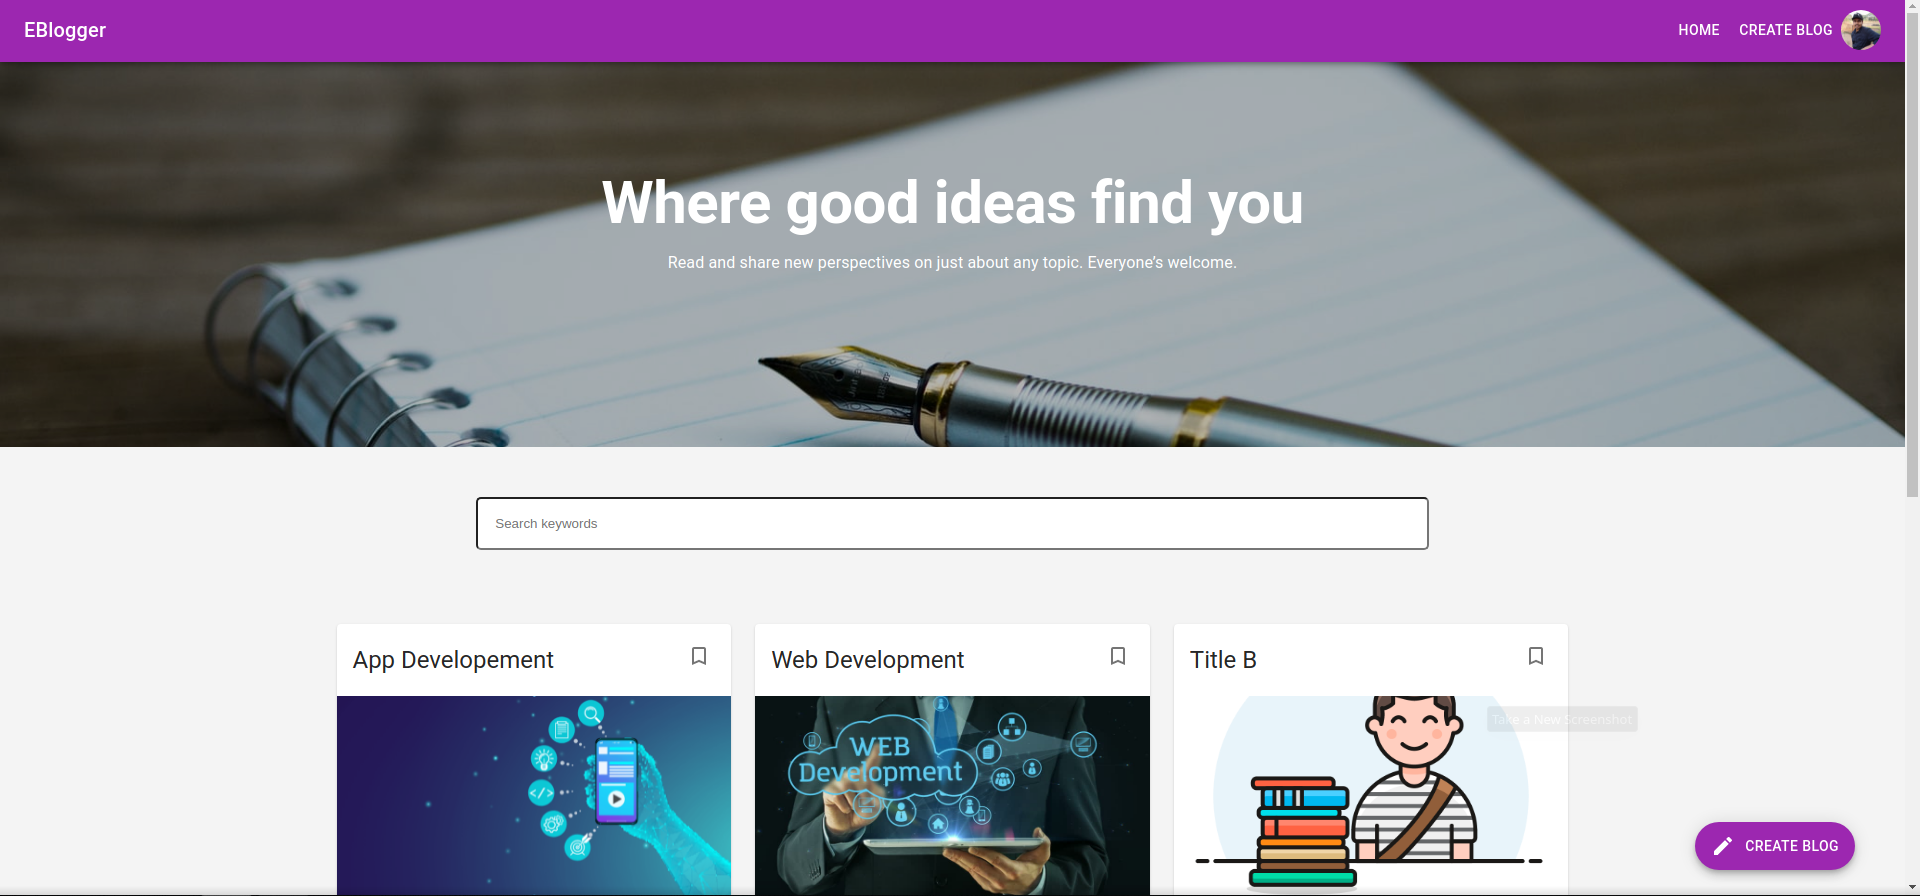 EBlogger
HOME
CREATE BLOG
Where good ideas find you
Read and share new perspectives on just about any topic. Everyone's welcome.
Search keywords
App Developement
Web Development
Title B
WEB
Development
Take a New Screenshot
CREATE BLOG